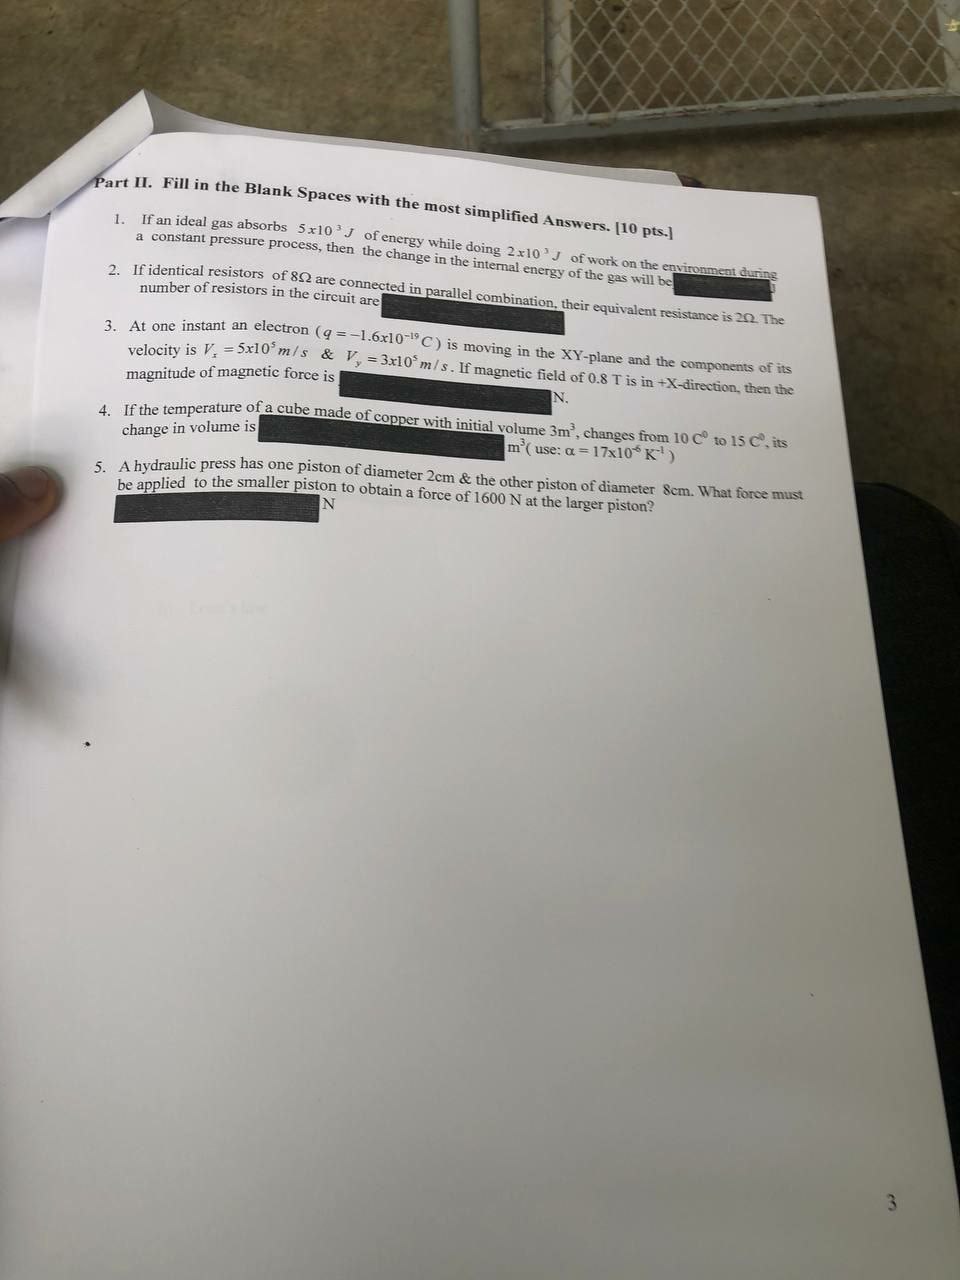 Part II. Fill in the Blank Spaces with the most simplified Answers. [10 pts.]
1. If an ideal gas absorbs 5x10³J of energy while doing 2x10³J of work on the environment during
a constant pressure process, then the change in the internal energy of the gas will be J
2. If identical resistors of 8Ω are connected in parallel combination, their equivalent resistance is 2Ω. The
number of resistors in the circuit are
3. At one instant an electron (q = −1.6x10⁻¹⁹C) is moving in the XY-plane and the components of its
velocity is Vₓ = 5x10⁵m/s & Vᵧ = 3x10⁵m/s. If magnetic field of 0.8 T is in +X-direction, then the
magnitude of magnetic force is N.
4. If the temperature of a cube made of copper with initial volume 3m³, changes from 10 C⁰ to 15 C⁰, its
change in volume is m³( use: α = 17x10⁻⁶ K⁻¹ )
5. A hydraulic press has one piston of diameter 2cm & the other piston of diameter 8cm. What force must
be applied to the smaller piston to obtain a force of 1600 N at the larger piston?
N
3